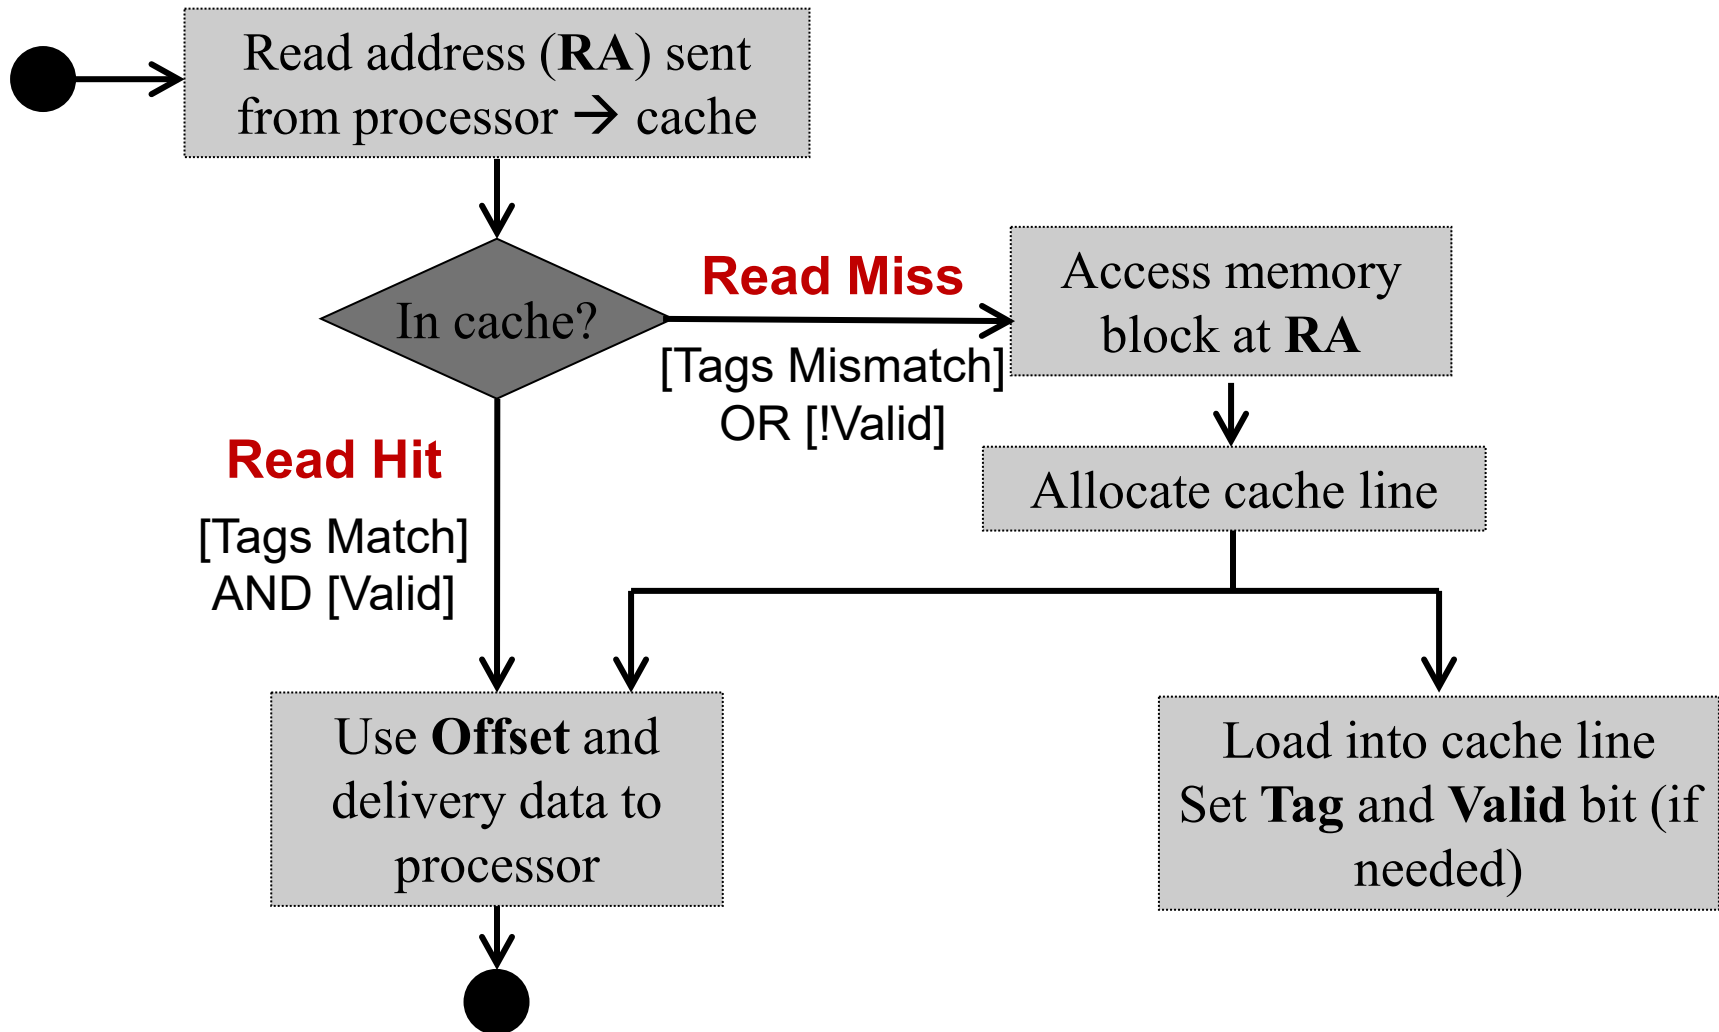 Read address (RA) sent
from processor → cache
In cache?
Read Miss
[Tags Mismatch]
OR [!Valid]
Access memory
block at RA
Allocate cache line
Read Hit
[Tags Match]
AND [Valid]
Use Offset and
delivery data to
processor
Load into cache line
Set Tag and Valid bit (if
needed)